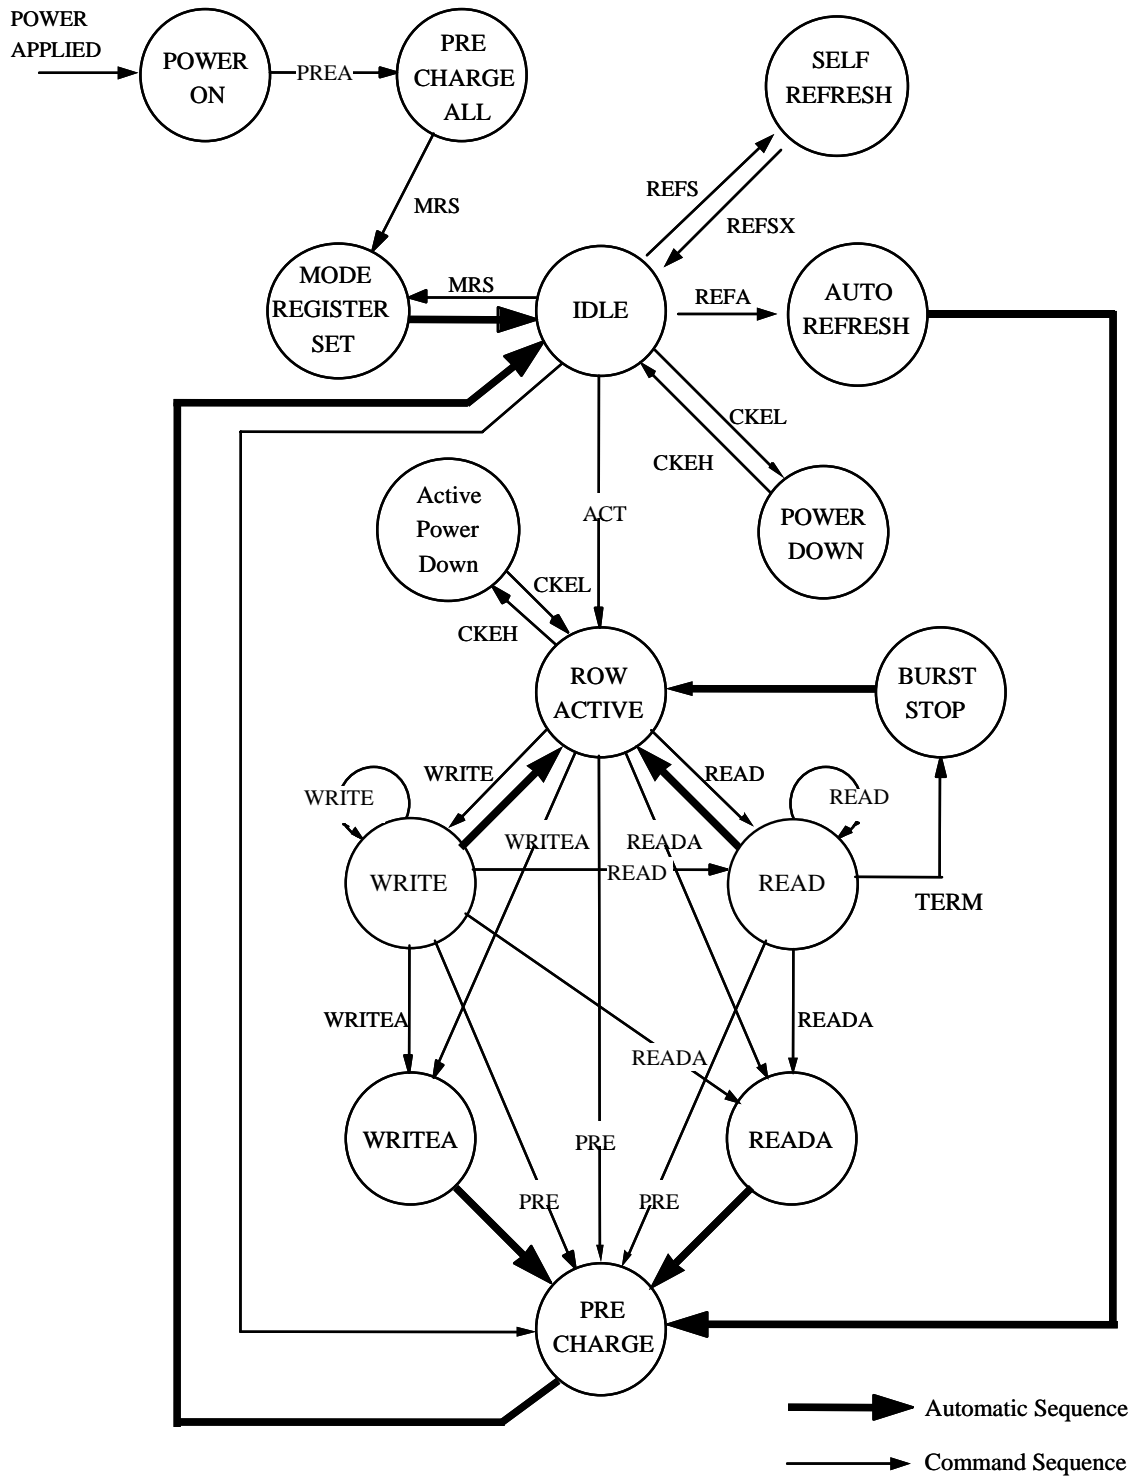 POWER
APPLIED
POWER
ON
PREA
PRE
CHARGE
ALL
SELF
REFRESH
MRS
REFS
REFSX
MODE
REGISTER
SET
MRS
IDLE
REFA
AUTO
REFRESH
CKEL
CKEH
Active
Power
Down
ACT
POWER
DOWN
CKEL
CKEH
ROW
ACTIVE
BURST
STOP
WRITE
READ
WRITE
READ
WRITEA
READA
WRITE
READ
READ
TERM
WRITEA
READA
READA
WRITEA
READA
PRE
PRE
PRE
PRE
CHARGE
Automatic Sequence
Command Sequence